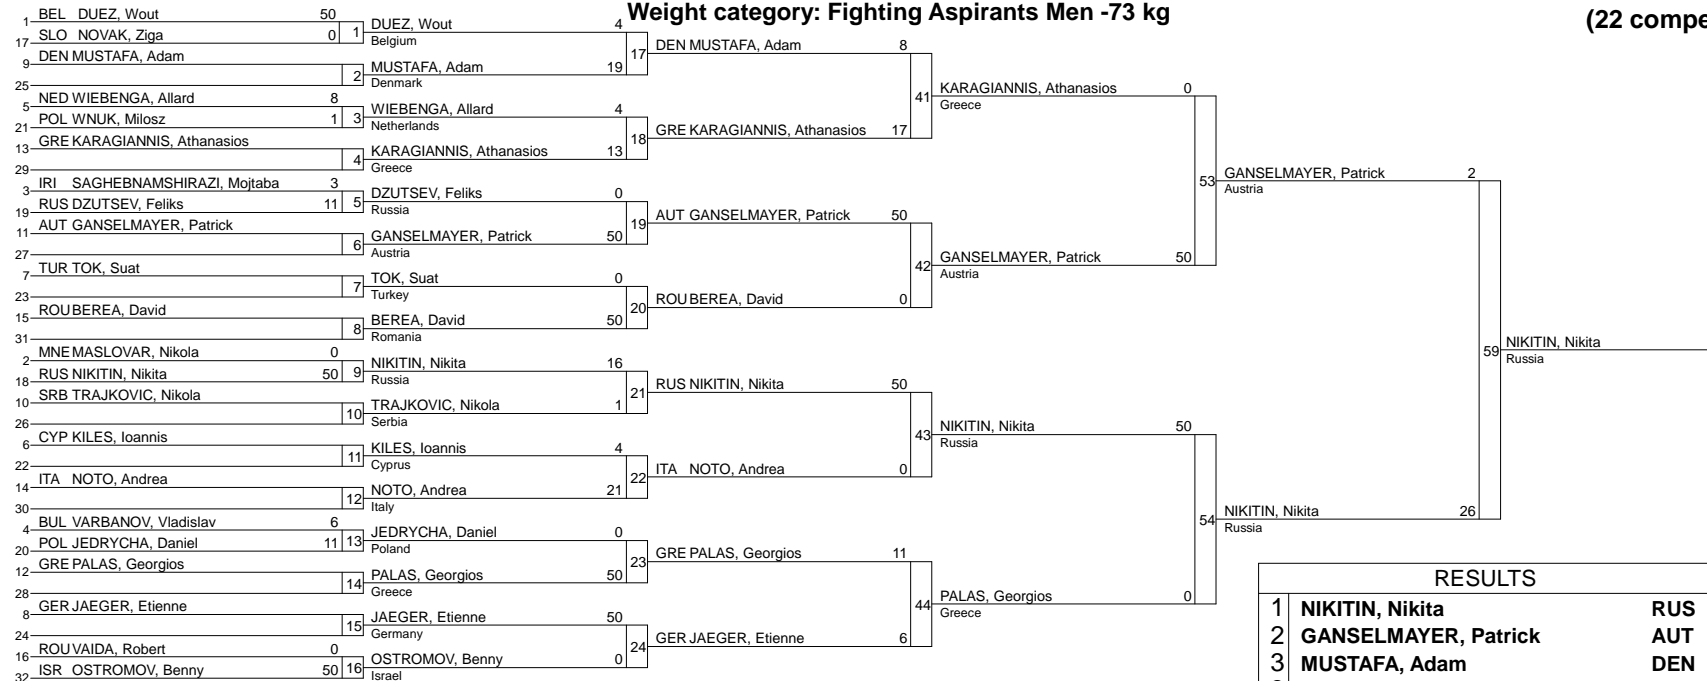 Weight category: Fighting Aspirants Men -73 kg
(22 compe
1 BEL DUEZ, Wout 50
17 SLO NOVAK, Ziga 0
1
9 DEN MUSTAFA, Adam
25
2
5 NED WIEBENGA, Allard 8
21 POL WNUK, Milosz 1
3
13 GRE KARAGIANNIS, Athanasios
29
4
3 IRI SAGHEBNAMSHIRAZI, Mojtaba 3
19 RUS DZUTSEV, Feliks 11
5
11 AUT GANSELMAYER, Patrick
27
6
7 TUR TOK, Suat
23
7
15 ROU BEREA, David
31
8
2 MNE MASLOVAR, Nikola 0
18 RUS NIKITIN, Nikita 50
9
10 SRB TRAJKOVIC, Nikola
26
10
6 CYP KILES, Ioannis
22
11
14 ITA NOTO, Andrea
30
12
4 BUL VARBANOV, Vladislav 6
20 POL JEDRYCHA, Daniel 11
13
12 GRE PALAS, Georgios
28
14
8 GER JAEGER, Etienne
24
15
16 ROU VAIDA, Robert 0
32 ISR OSTROMOV, Benny 50
16
DUEZ, Wout 4
Belgium
17
MUSTAFA, Adam 19
Denmark
WIEBENGA, Allard 4
Netherlands
18
KARAGIANNIS, Athanasios 13
Greece
DZUTSEV, Feliks 0
Russia
19
GANSELMAYER, Patrick 50
Austria
TOK, Suat 0
Turkey
20
BEREA, David 50
Romania
NIKITIN, Nikita 16
Russia
21
TRAJKOVIC, Nikola 1
Serbia
KILES, Ioannis 4
Cyprus
22
NOTO, Andrea 21
Italy
JEDRYCHA, Daniel 0
Poland
23
PALAS, Georgios 50
Greece
JAEGER, Etienne 50
Germany
24
OSTROMOV, Benny 0
Israel
DEN MUSTAFA, Adam 8
41
GRE KARAGIANNIS, Athanasios 17
AUT GANSELMAYER, Patrick 50
42
ROU BEREA, David 0
RUS NIKITIN, Nikita 50
43
ITA NOTO, Andrea 0
GRE PALAS, Georgios 11
44
GER JAEGER, Etienne 6
KARAGIANNIS, Athanasios 0
Greece
53
GANSELMAYER, Patrick 50
Austria
NIKITIN, Nikita 50
Russia
54
PALAS, Georgios 0
Greece
GANSELMAYER, Patrick 2
Austria
59
NIKITIN, Nikita 26
Russia
NIKITIN, Nikita
Russia
RESULTS
1 NIKITIN, Nikita RUS
2 GANSELMAYER, Patrick AUT
3 MUSTAFA, Adam DEN